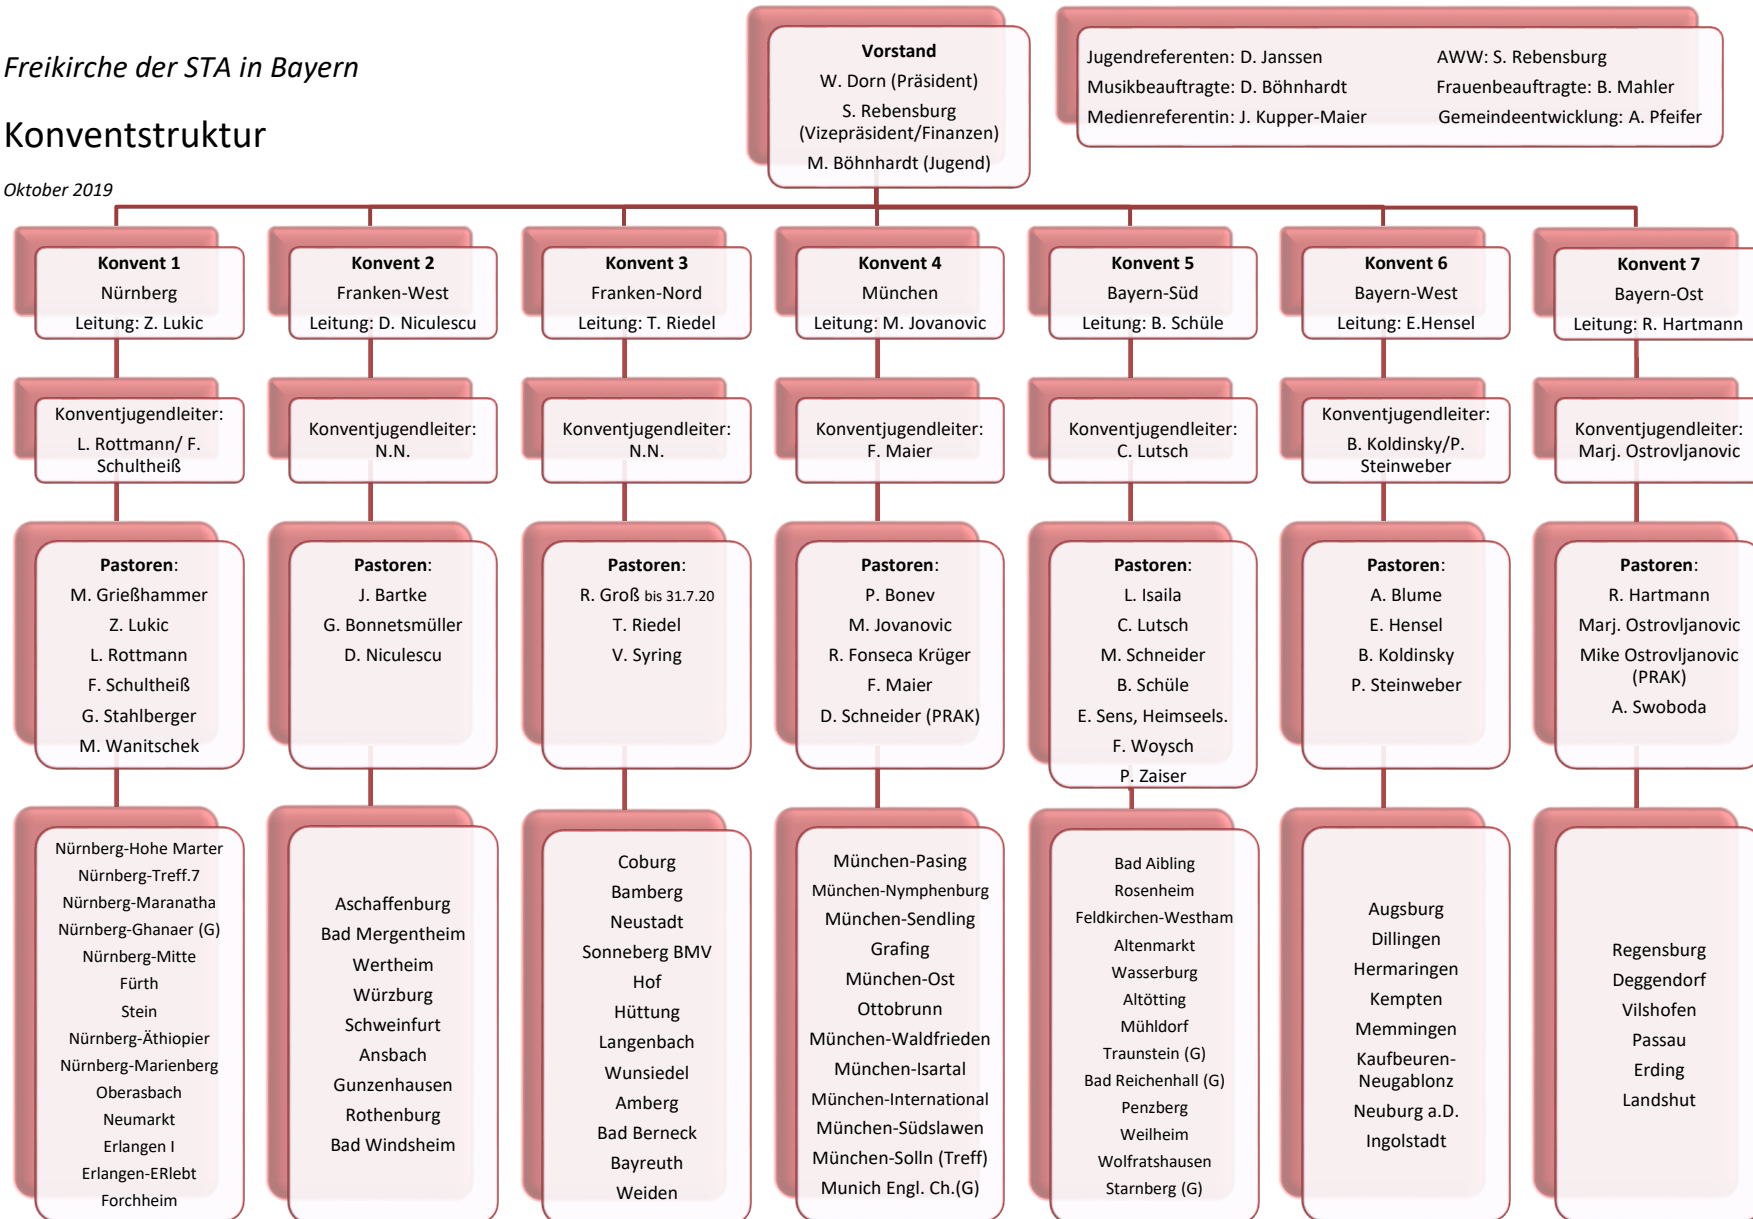 Freikirche der STA in Bayern
Konventstruktur
Oktober 2019
Vorstand
W. Dorn (Präsident)
S. Rebensburg
(Vizepräsident/Finanzen)
M. Böhnhardt (Jugend)
Jugendreferenten: D. Janssen
Musikbeauftragte: D. Böhnhardt
Medienreferentin: J. Kupper-Maier
AWW: S. Rebensburg
Frauenbeauftragte: B. Mahler
Gemeindeentwicklung: A. Pfeifer
Konvent 1
Nürnberg
Leitung: Z. Lukic
Konventjugendleiter:
L. Rottmann/ F.
Schultheiß
Pastoren:
M. Grießhammer
Z. Lukic
L. Rottmann
F. Schultheiß
G. Stahlberger
M. Wanitschek
Nürnberg-Hohe Marter
Nürnberg-Treff.7
Nürnberg-Maranatha
Nürnberg-Ghanaer (G)
Nürnberg-Mitte
Fürth
Stein
Nürnberg-Äthiopier
Nürnberg-Marienberg
Oberasbach
Neumarkt
Erlangen I
Erlangen-ERlebt
Forchheim
Konvent 2
Franken-West
Leitung: D. Niculescu
Konventjugendleiter:
N.N.
Pastoren:
J. Bartke
G. Bonnetsmüller
D. Niculescu
Aschaffenburg
Bad Mergentheim
Wertheim
Würzburg
Schweinfurt
Ansbach
Gunzenhausen
Rothenburg
Bad Windsheim
Konvent 3
Franken-Nord
Leitung: T. Riedel
Konventjugendleiter:
N.N.
Pastoren:
R. Groß bis 31.7.20
T. Riedel
V. Syring
Coburg
Bamberg
Neustadt
Sonneberg BMV
Hof
Hüttung
Langenbach
Wunsiedel
Amberg
Bad Berneck
Bayreuth
Weiden
Konvent 4
München
Leitung: M. Jovanovic
Konventjugendleiter:
F. Maier
Pastoren:
P. Bonev
M. Jovanovic
R. Fonseca Krüger
F. Maier
D. Schneider (PRAK)
München-Pasing
München-Nymphenburg
München-Sendling
Grafing
München-Ost
Ottobrunn
München-Waldfrieden
München-Isartal
München-International
München-Südslawen
München-Solln (Treff)
Munich Engl. Ch.(G)
Konvent 5
Bayern-Süd
Leitung: B. Schüle
Konventjugendleiter:
C. Lutsch
Pastoren:
L. Isaila
C. Lutsch
M. Schneider
B. Schüle
E. Sens, Heimseels.
F. Woysch
P. Zaiser
Bad Aibling
Rosenheim
Feldkirchen-Westham
Altenmarkt
Wasserburg
Altötting
Mühldorf
Traunstein (G)
Bad Reichenhall (G)
Penzberg
Weilheim
Wolfratshausen
Starnberg (G)
Konvent 6
Bayern-West
Leitung: E.Hensel
Konventjugendleiter:
B. Koldinsky/P.
Steinweber
Pastoren:
A. Blume
E. Hensel
B. Koldinsky
P. Steinweber
Augsburg
Dillingen
Hermaringen
Kempten
Memmingen
Kaufbeuren-
Neugablonz
Neuburg a.D.
Ingolstadt
Konvent 7
Bayern-Ost
Leitung: R. Hartmann
Konventjugendleiter:
Marj. Ostrovljanovic
Pastoren:
R. Hartmann
Marj. Ostrovljanovic
Mike Ostrovljanovic
(PRAK)
A. Swoboda
Regensburg
Deggendorf
Vilshofen
Passau
Erding
Landshut